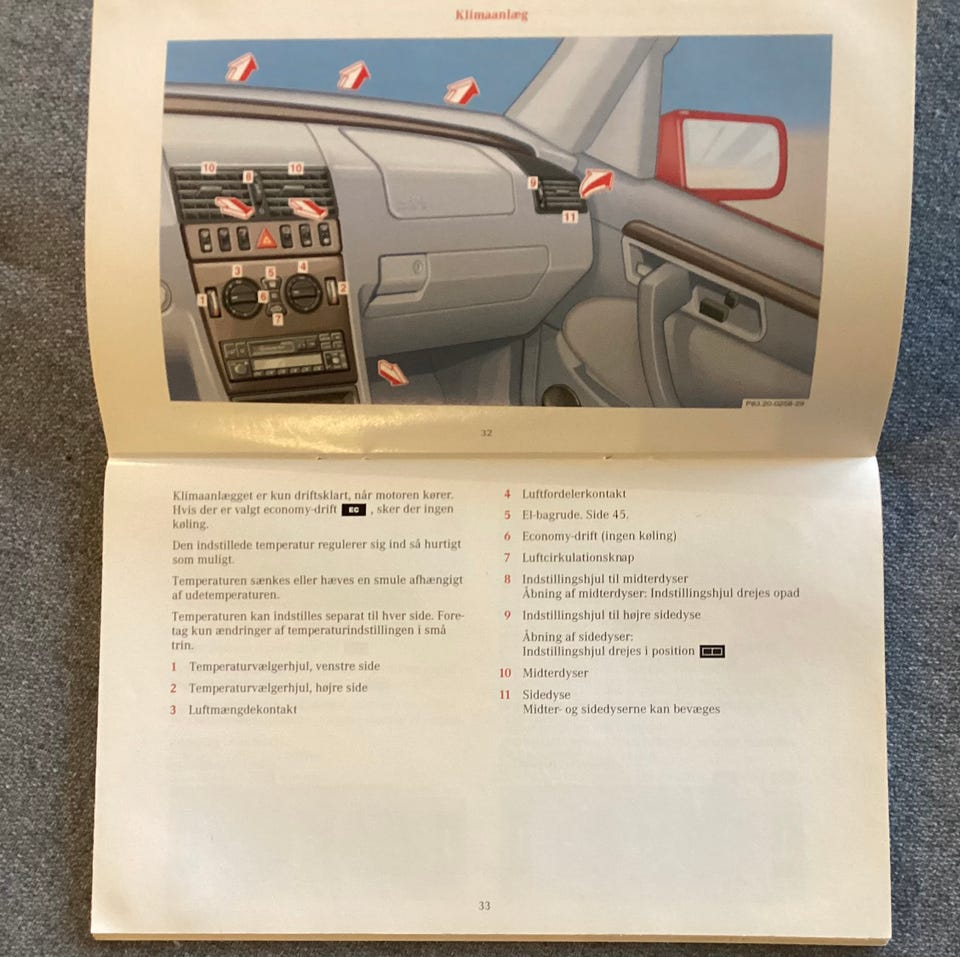 Klimaanlæg
10
10
8
9
11
3
5
4
1
6
2
7
P83.20-0258-29
32
Klimaanlægget er kun driftsklart, når motoren kører.
Hvis der er valgt economy-drift EC , sker der ingen
køling.
Den indstillede temperatur regulerer sig ind så hurtigt
som muligt.
Temperaturen sænkes eller hæves en smule afhængigt
af udetemperaturen.
Temperaturen kan indstilles separat til hver side. Fore-
tag kun ændringer af temperaturindstillingen i små
trin.
1 Temperaturvælgerhjul, venstre side
2 Temperaturvælgerhjul, højre side
3 Luftmængdekontakt
4 Luftfordelerkontakt
5 El-bagrude. Side 45.
6 Economy-drift (ingen køling)
7 Luftcirkulationsknap
8 Indstillingshjul til midterdyser
Åbning af midterdyser: Indstillingshjul drejes opad
9 Indstillingshjul til højre sidedyse
Åbning af sidedyser:
Indstillingshjul drejes i position
10 Midterdyser
11 Sidedyse
Midter- og sidedyserne kan bevæges
33